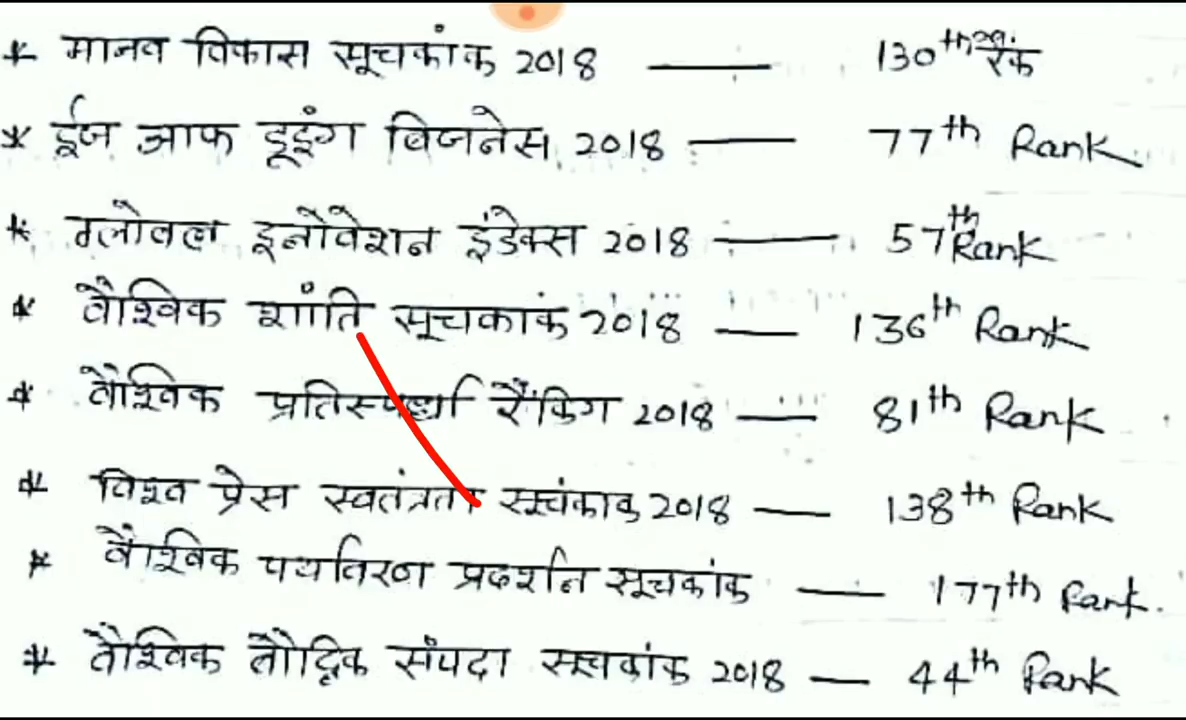 * मानव विकास सूचकांक 2018 — 130th रैंक
* ईज आफ डूइंग बिजनेस 2018 — 77th Rank
* ग्लोबल इनोवेशन इंडेक्स 2018 — 57th Rank
* वैश्विक शांति सूचकाकं 2018 — 136th Rank
* वैश्विक प्रतिस्पर्धा रैंकिग 2018 — 81th Rank
* विश्व प्रेस स्वतंत्रता सूचंकाक 2018 — 138th Rank
* वैश्विक पर्यावरण प्रदर्शन सूचकांक — 177th Rank.
* वैश्विक बौद्धिक संपदा सूचकांक 2018 — 44th Rank